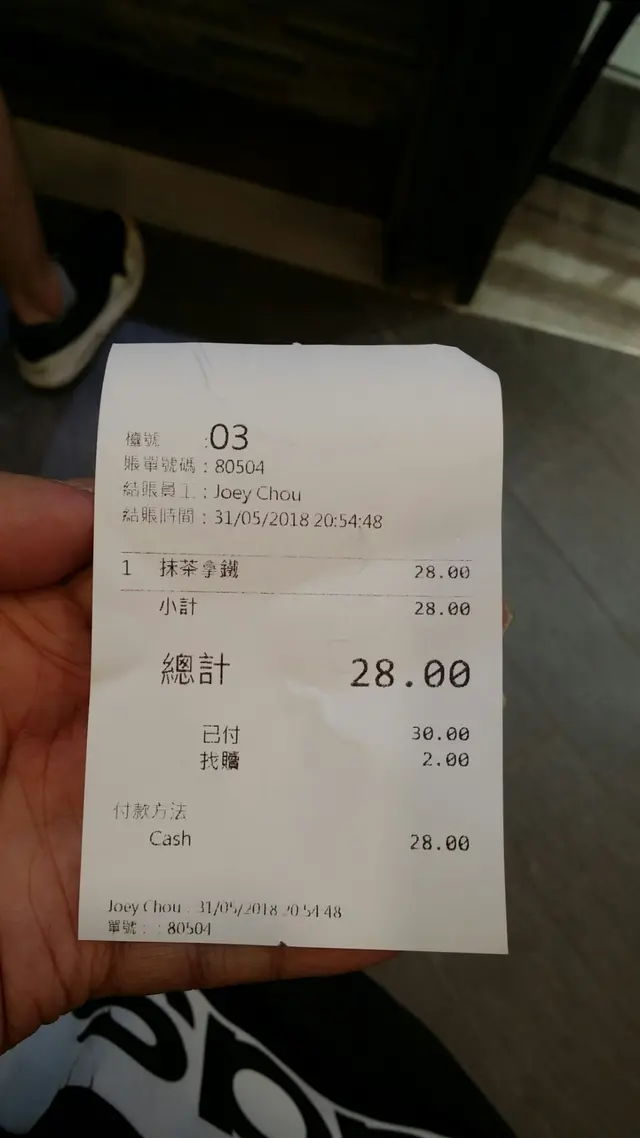 檯號 :03
賬單號碼 : 80504
結賬員工 : Joey Chou
結賬時間 : 31/05/2018 20:54:48
1 抹茶拿鐵 28.00
小計 28.00
總計 28.00
已付 30.00
找贖 2.00
付款方法
Cash 28.00
Joey Chou : 31/05/2018 20:54:48
單號 : : 80504